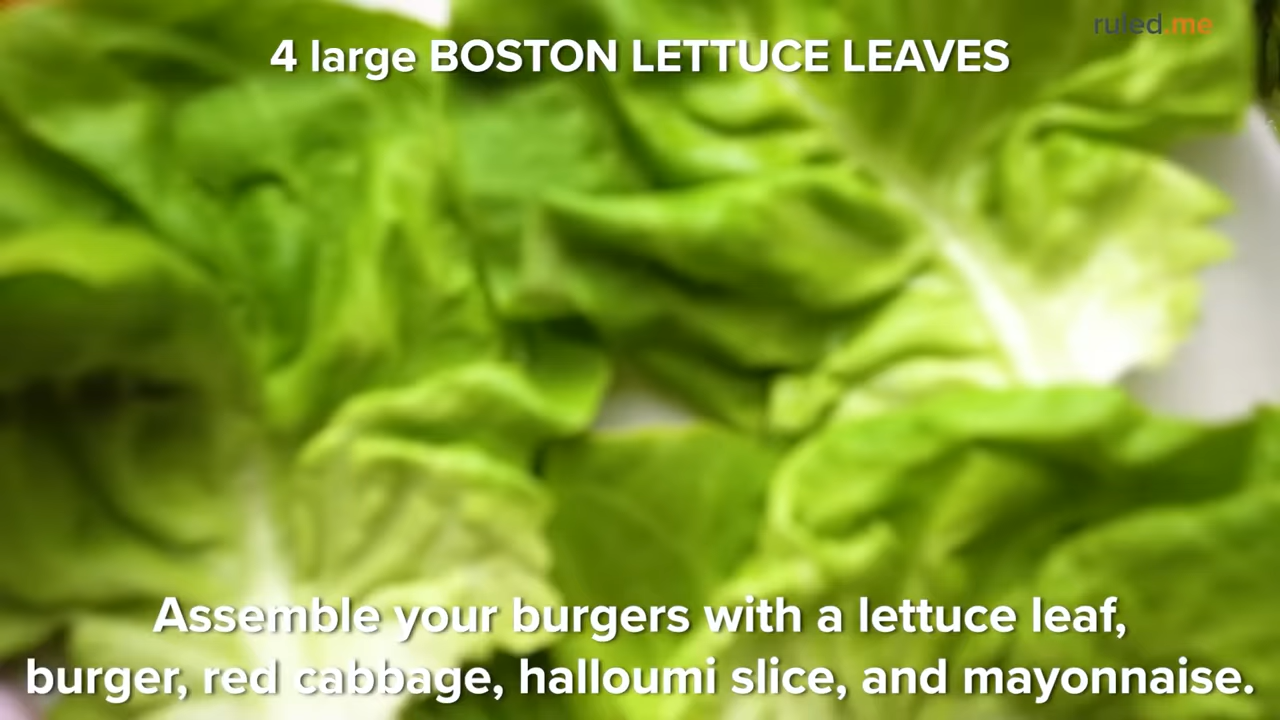 ruled.me
4 large BOSTON LETTUCE LEAVES
Assemble your burgers with a lettuce leaf,
burger, red cabbage, halloumi slice, and mayonnaise.